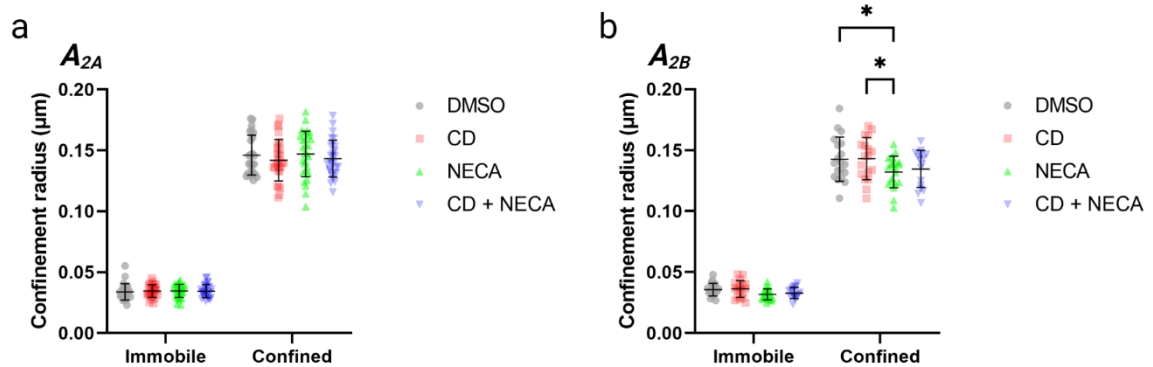 a
A2A
Confinement radius (μm)
0.20
0.15
0.10
0.05
0.00
Immobile
Confined
DMSO
CD
NECA
CD + NECA
b
A2B
*
*
Confinement radius (μm)
0.20
0.15
0.10
0.05
0.00
Immobile
Confined
DMSO
CD
NECA
CD + NECA